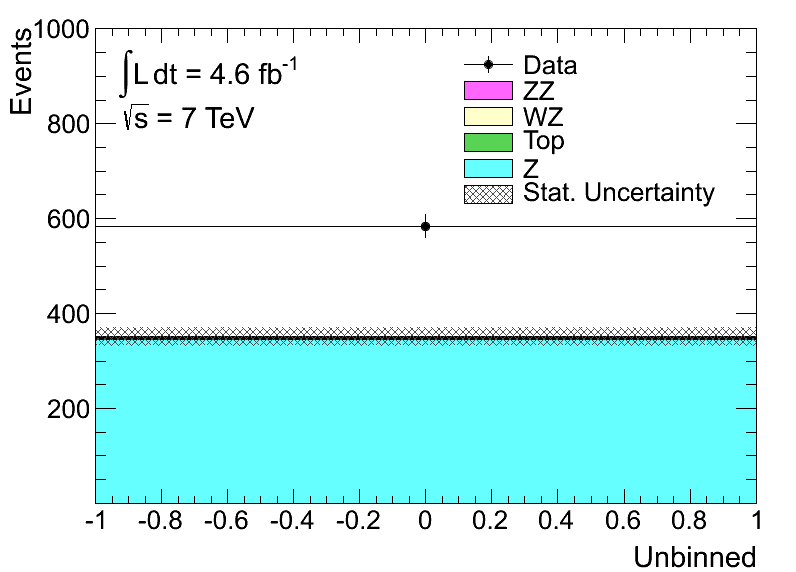 Events
1000
800
600
400
200
∫L dt = 4.6 fb⁻¹
√s = 7 TeV
Data
ZZ
WZ
Top
Z
Stat. Uncertainty
-1 -0.8 -0.6 -0.4 -0.2 0 0.2 0.4 0.6 0.8 1
Unbinned